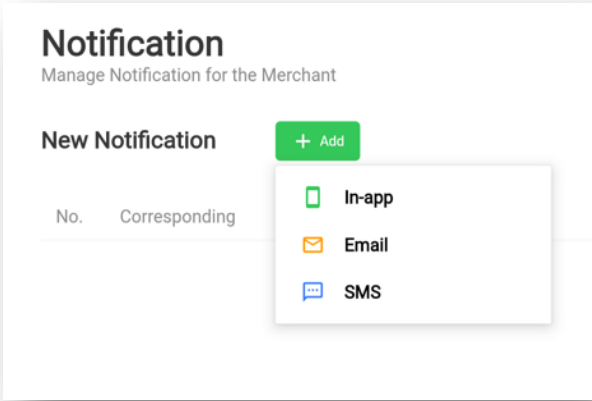 Notification
Manage Notification for the Merchant
New Notification
+ Add
No. Corresponding
In-app
Email
SMS